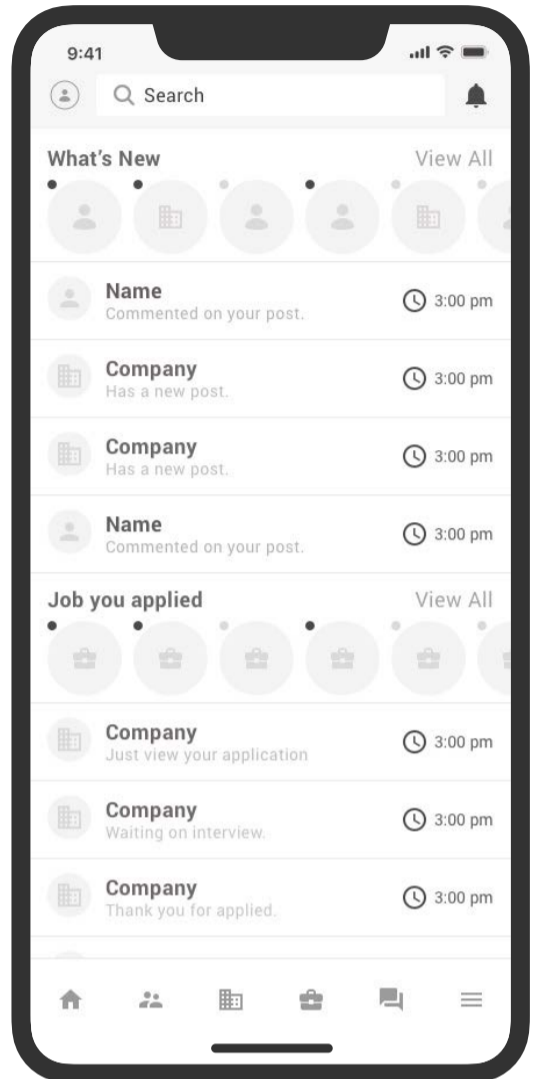 9:41
Search
What's New View All
Name
Commented on your post.
3:00 pm
Company
Has a new post.
3:00 pm
Company
Has a new post.
3:00 pm
Name
Commented on your post.
3:00 pm
Job you applied View All
Company
Just view your application
3:00 pm
Company
Waiting on interview.
3:00 pm
Company
Thank you for applied.
3:00 pm